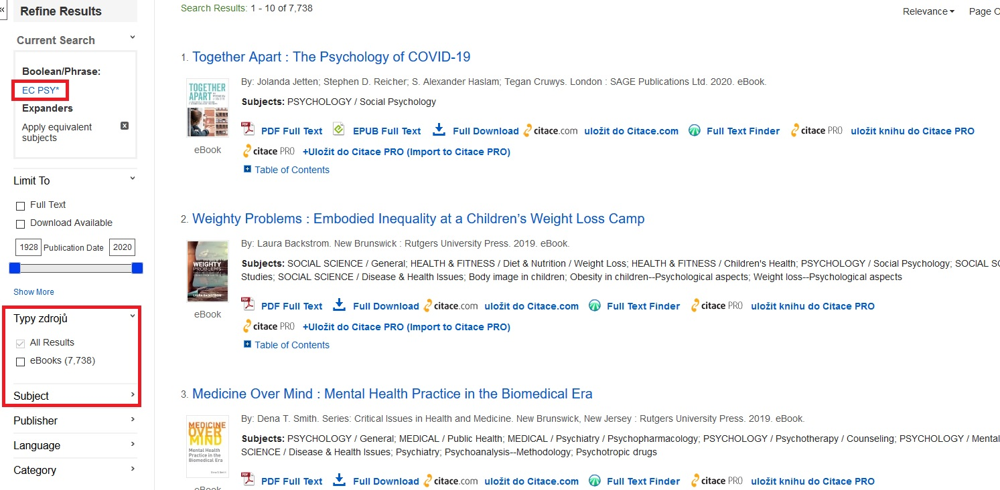 «
Refine Results
Current Search
Boolean/Phrase:
EC PSY*
Expanders
Apply equivalent
subjects
Limit To
Full Text
Download Available
1928 Publication Date 2020
Show More
Typy zdrojů
All Results
eBooks (7,738)
Subject
Publisher
Language
Category
Search Results: 1 - 10 of 7,738
Relevance Page O
1. Together Apart : The Psychology of COVID-19
TOGETHER
APART
eBook
By: Jolanda Jetten; Stephen D. Reicher; S. Alexander Haslam; Tegan Cruwys. London : SAGE Publications Ltd. 2020. eBook.
Subjects: PSYCHOLOGY / Social Psychology
PDF Full Text EPUB Full Text Full Download citace.com uložit do Citace.com Full Text Finder citace PRO uložit knihu do Citace PRO
citace PRO +Uložit do Citace PRO (Import to Citace PRO)
Table of Contents
2. Weighty Problems : Embodied Inequality at a Children’s Weight Loss Camp
WEIGHTY
PROBLEMS
LAURA BACKSTROM
eBook
By: Laura Backstrom. New Brunswick : Rutgers University Press. 2019. eBook.
Subjects: SOCIAL SCIENCE / General; HEALTH & FITNESS / Diet & Nutrition / Weight Loss; HEALTH & FITNESS / Children's Health; PSYCHOLOGY / Social Psychology; SOCIAL SC
Studies; SOCIAL SCIENCE / Disease & Health Issues; Body image in children; Obesity in children--Psychological aspects; Weight loss--Psychological aspects
PDF Full Text Full Download citace.com uložit do Citace.com Full Text Finder citace PRO uložit knihu do Citace PRO
citace PRO +Uložit do Citace PRO (Import to Citace PRO)
Table of Contents
3. Medicine Over Mind : Mental Health Practice in the Biomedical Era
MEDICINE
OVER
MIND
Mental Health
Practice in the
Biomedical Era
eBook
By: Dena T. Smith. Series: Critical Issues in Health and Medicine. New Brunswick, New Jersey : Rutgers University Press. 2019. eBook.
Subjects: PSYCHOLOGY / General; MEDICAL / Public Health; MEDICAL / Psychiatry / Psychopharmacology; PSYCHOLOGY / Psychotherapy / Counseling; PSYCHOLOGY / Mental
SCIENCE / Disease & Health Issues; Psychiatry; Psychoanalysis--Methodology; Psychotropic drugs
PDF Full Text Full Download citace.com uložit do Citace.com Full Text Finder citace PRO uložit knihu do Citace PRO